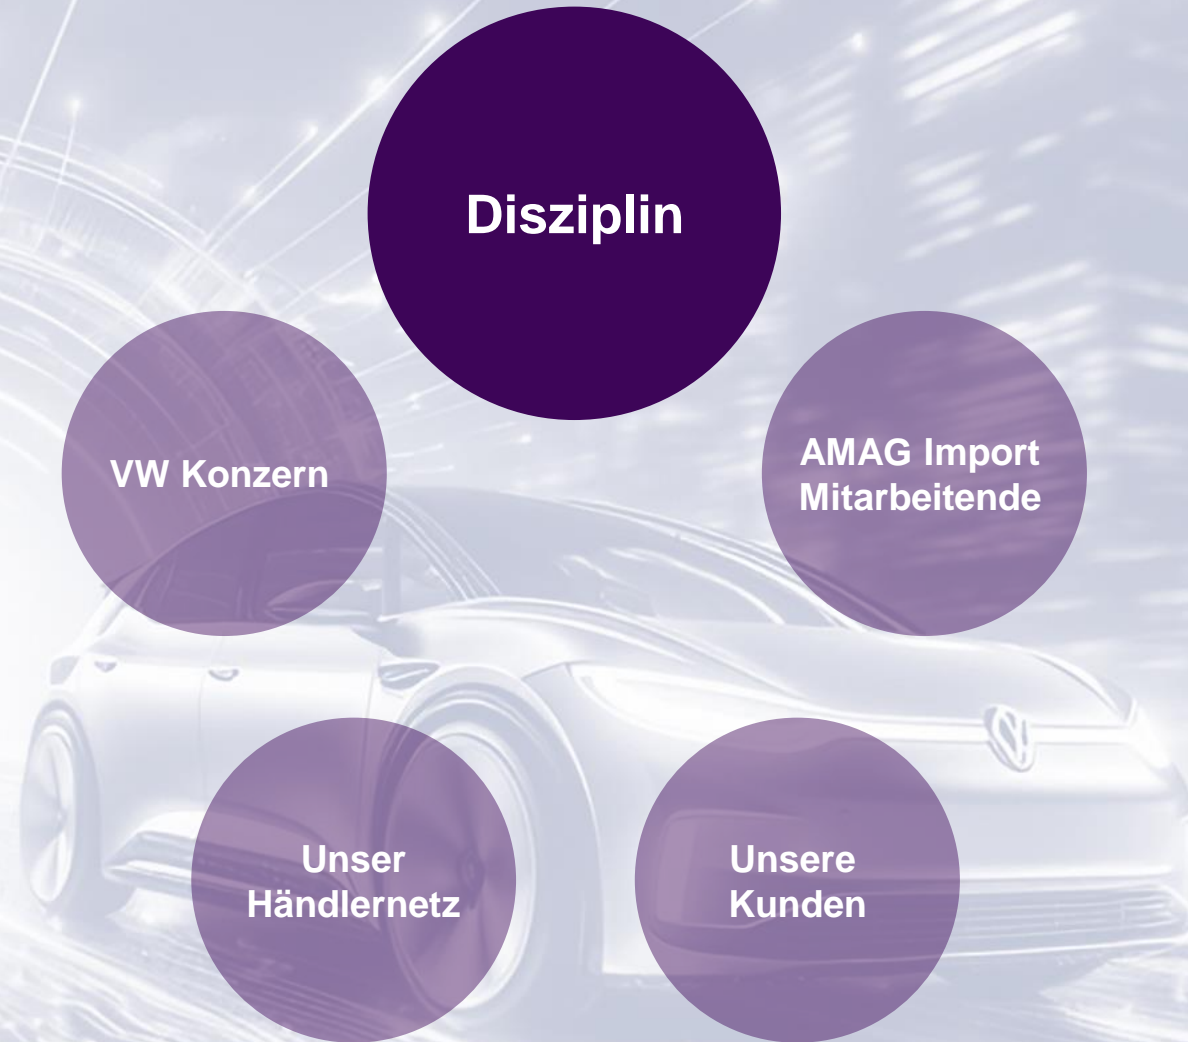 Disziplin
VW Konzern
AMAG Import
Mitarbeitende
Unser
Händlernetz
Unsere
Kunden